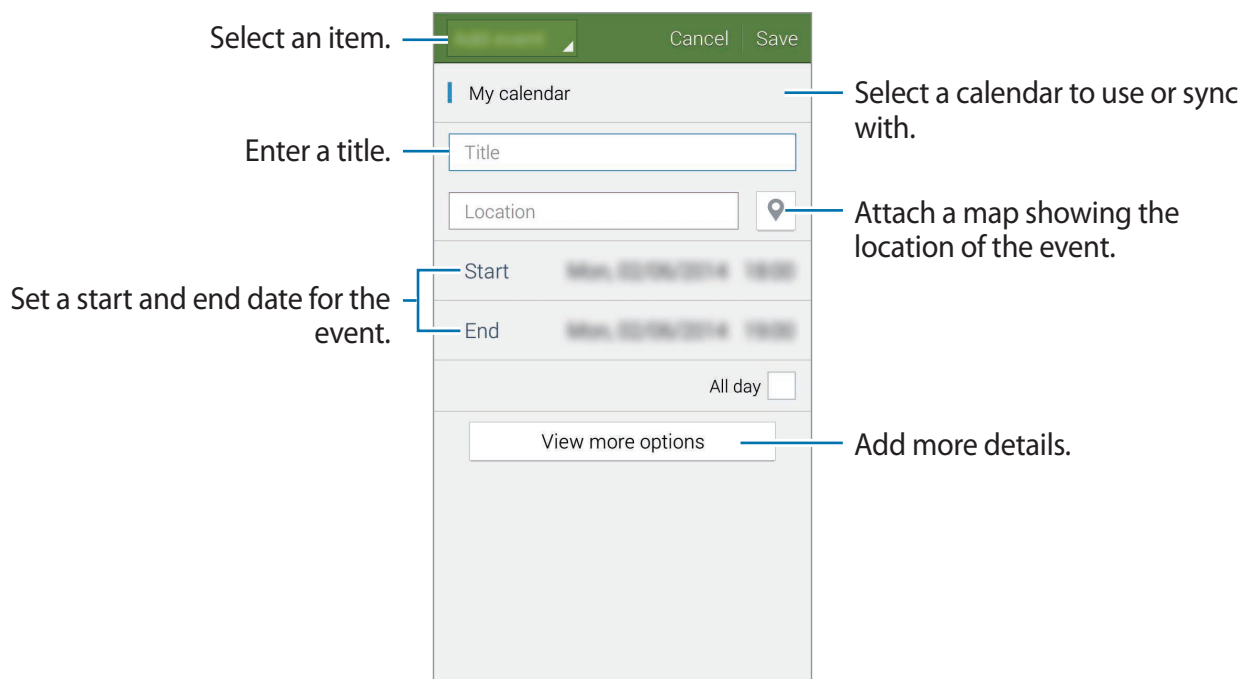 Select an item.
Cancel Save
My calendar
Select a calendar to use or sync
with.
Enter a title.
Title
Location
Attach a map showing the
location of the event.
Start
Set a start and end date for the
event.
End
All day
View more options
Add more details.